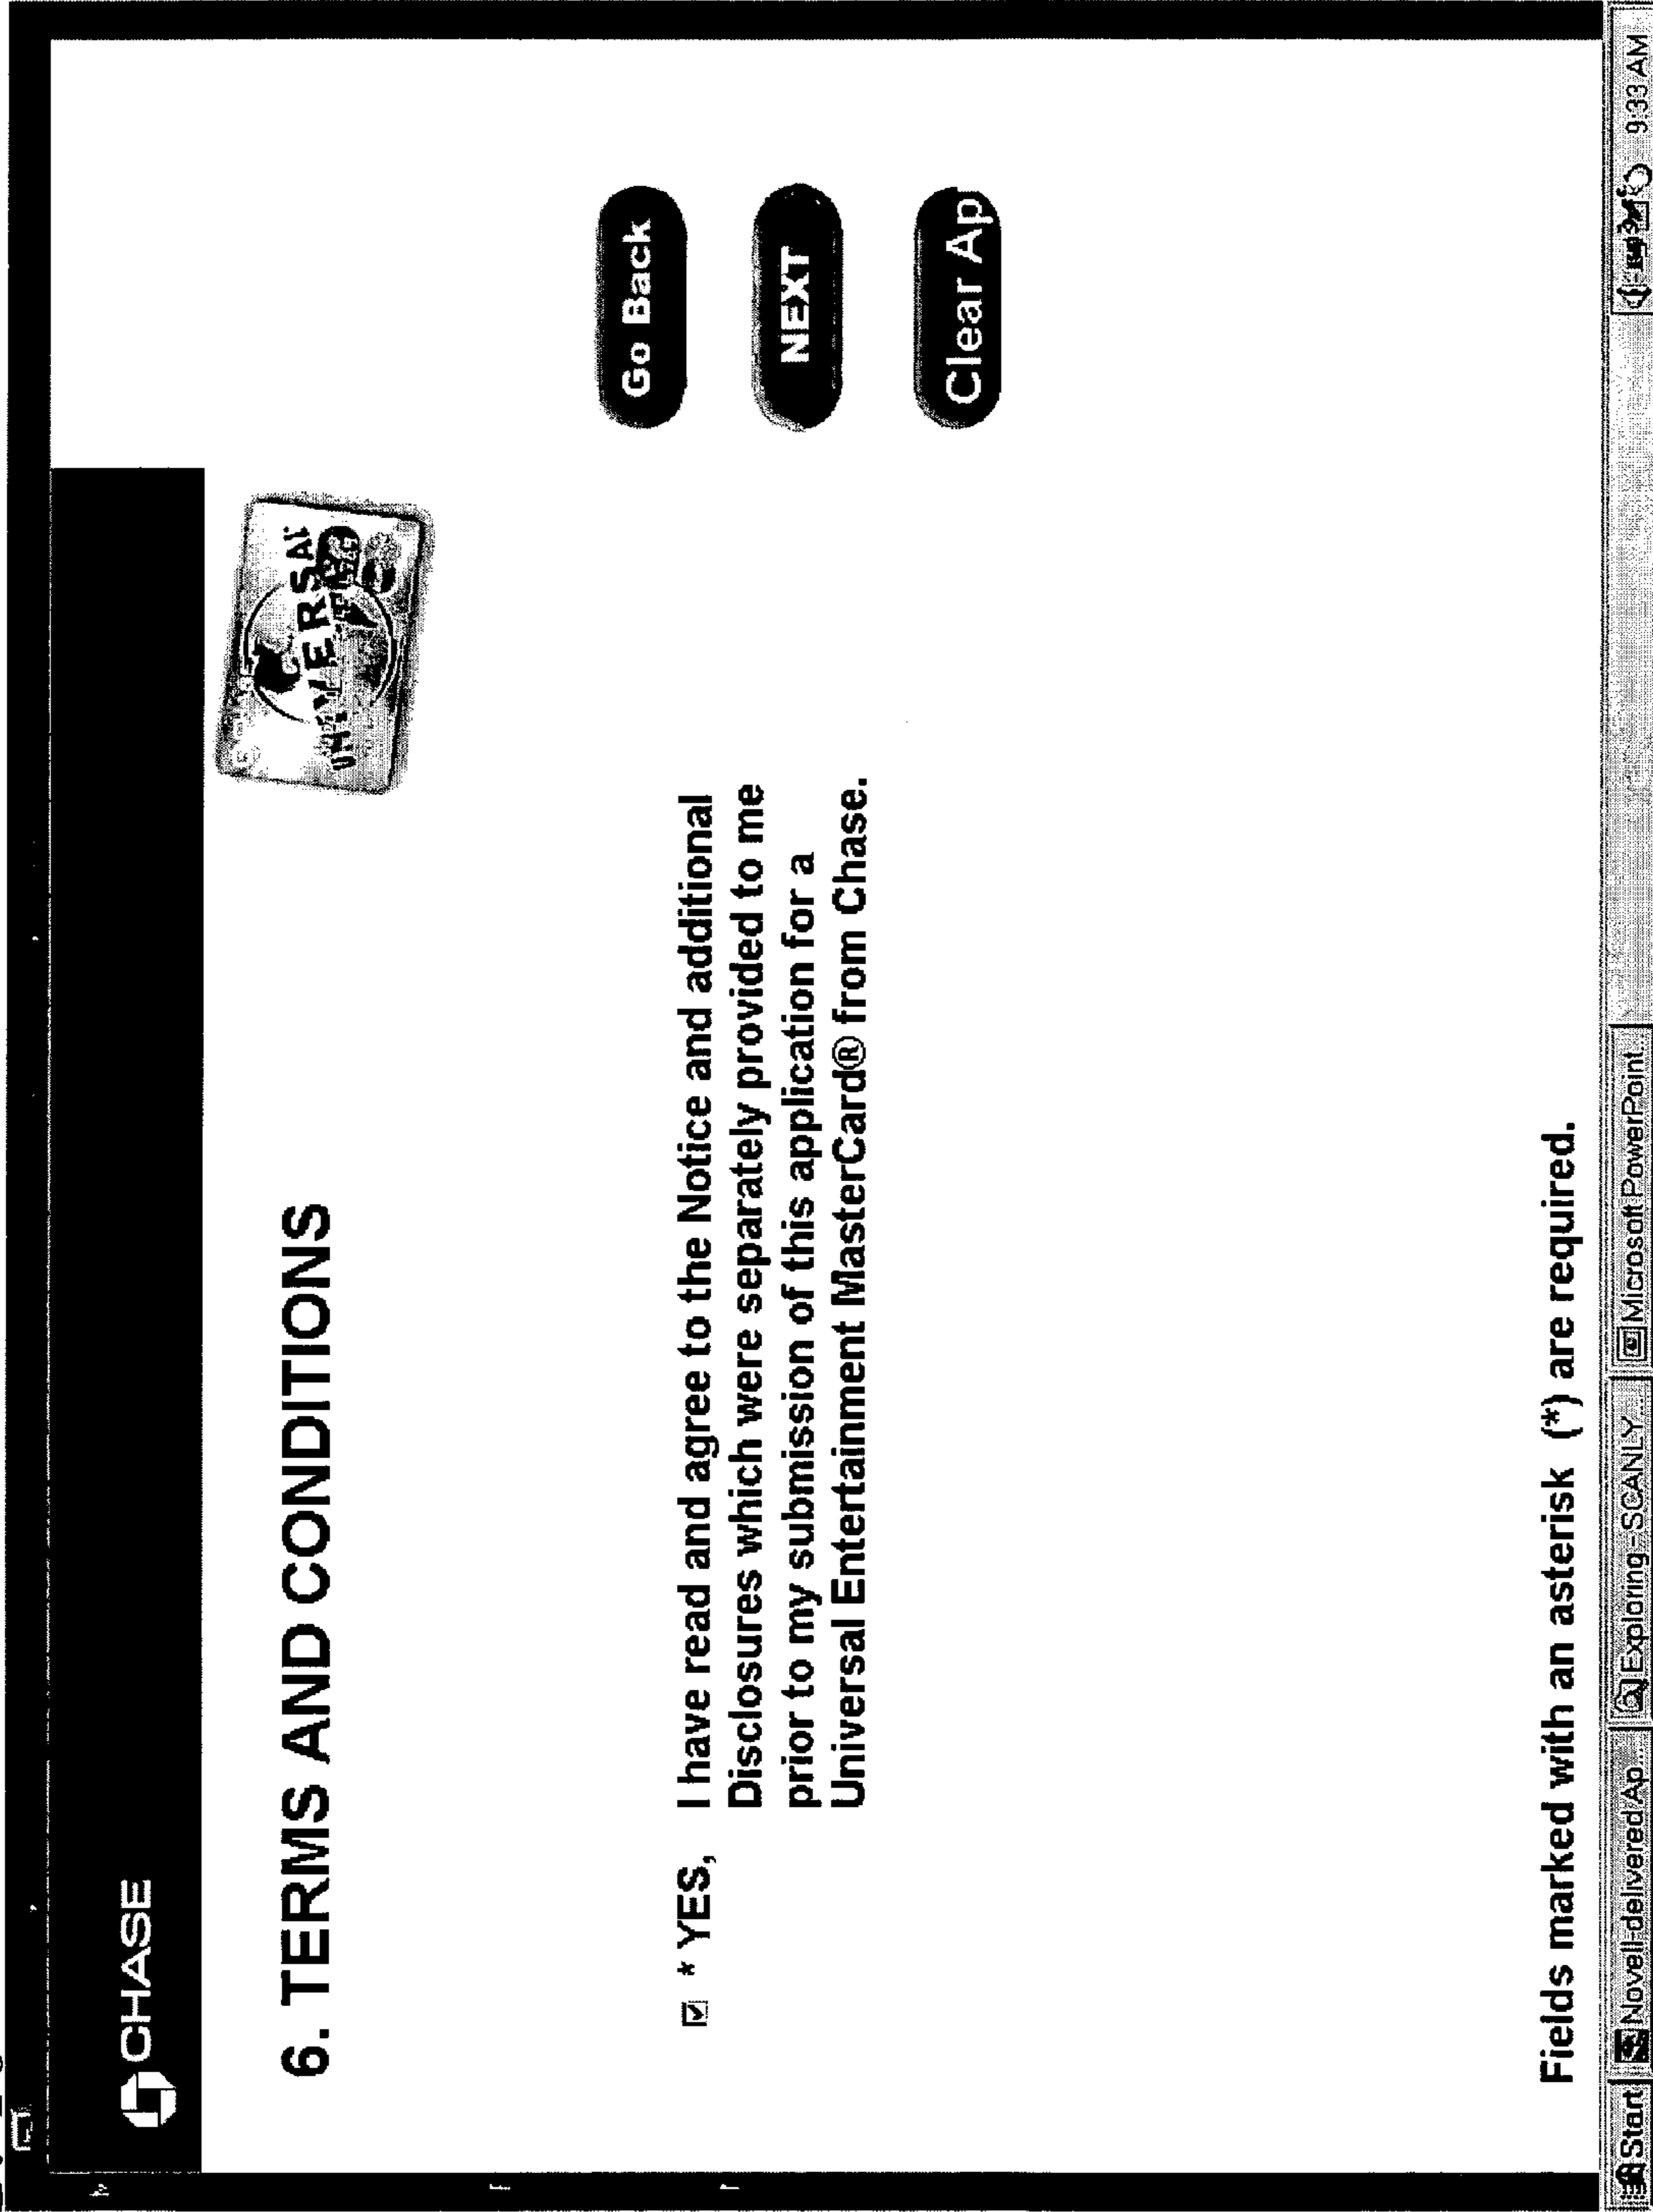 CHASE
UNIVERSAL
6. TERMS AND CONDITIONS
* YES, I have read and agree to the Notice and additional
Disclosures which were separately provided to me
prior to my submission of this application for a
Universal Entertainment MasterCard® from Chase.
Go Back
NEXT
Clear Ap
Fields marked with an asterisk (*) are required.
Start
Novell-delivered Ap...
Exploring - SCANLY...
Microsoft PowerPoint...
9:33 AM